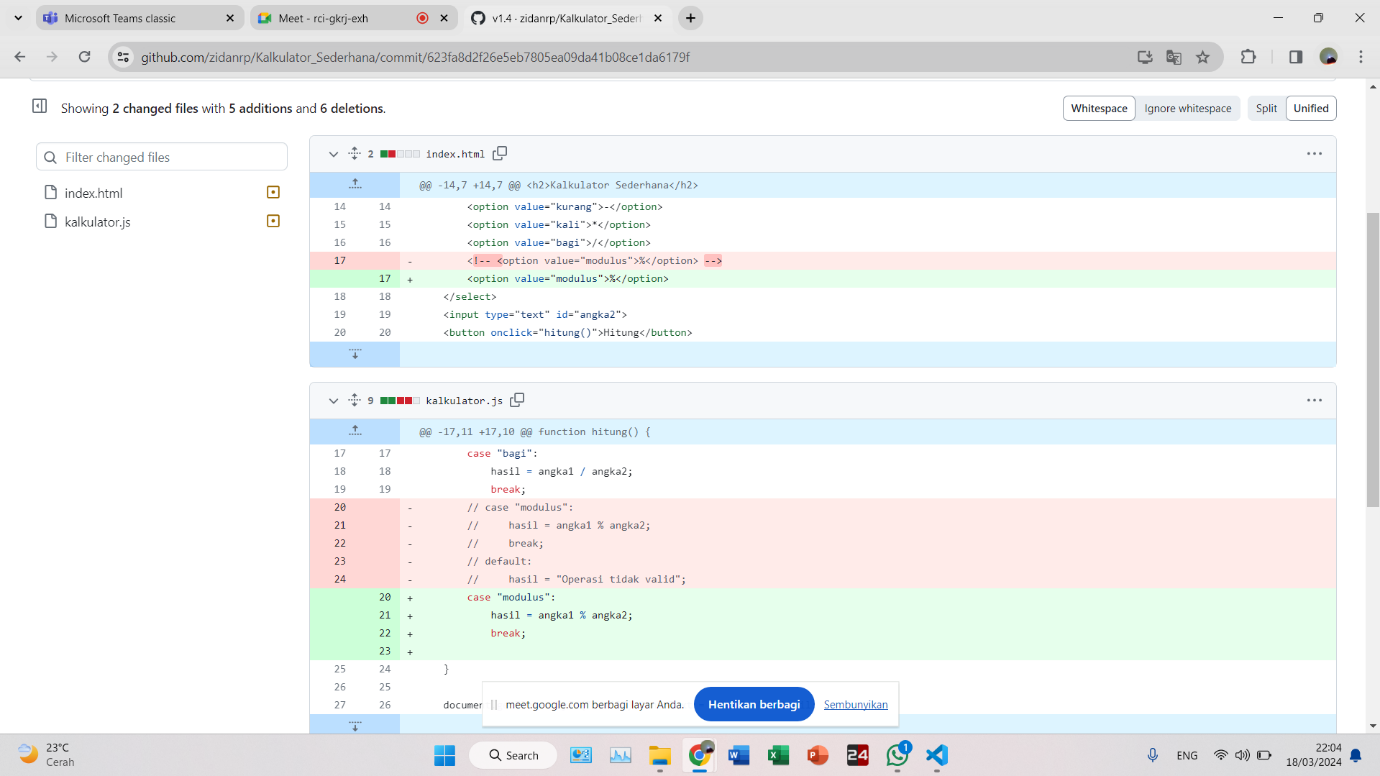 Microsoft Teams classic
Meet - rci-gkrj-exh
v1.4 · zidanrp/Kalkulator_Seder
github.com/zidanrp/Kalkulator_Sederhana/commit/623fa8d2f26e5eb7805ea09da41b08ce1da6179f
Showing 2 changed files with 5 additions and 6 deletions.
Whitespace Ignore whitespace Split Unified
Filter changed files
index.html
kalkulator.js
2 index.html
@@ -14,7 +14,7 @@ <h2>Kalkulator Sederhana</h2>
14 14 <option value="kurang">-</option>
15 15 <option value="kali">*</option>
16 16 <option value="bagi">/</option>
17 - <!-- <option value="modulus">%</option> -->
17 + <option value="modulus">%</option>
18 18 </select>
19 19 <input type="text" id="angka2">
20 20 <button onclick="hitung()">Hitung</button>
9 kalkulator.js
@@ -17,11 +17,10 @@ function hitung() {
17 17 case "bagi":
18 18 hasil = angka1 / angka2;
19 19 break;
20 - // case "modulus":
21 - // hasil = angka1 % angka2;
22 - // break;
23 - // default:
24 - // hasil = "Operasi tidak valid";
20 + case "modulus":
21 + hasil = angka1 % angka2;
22 + break;
23 +
25 24 }
26 25
27 26 documen
meet.google.com berbagi layar Anda. Hentikan berbagi Sembunyikan
23°C
Cerah
Search
24
1
ENG
22:04
18/03/2024